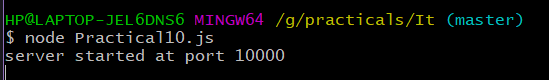 HP@LAPTOP-JEL6DNS6 MINGW64 /g/practicals/It (master)
$ node Practical10.js
server started at port 10000